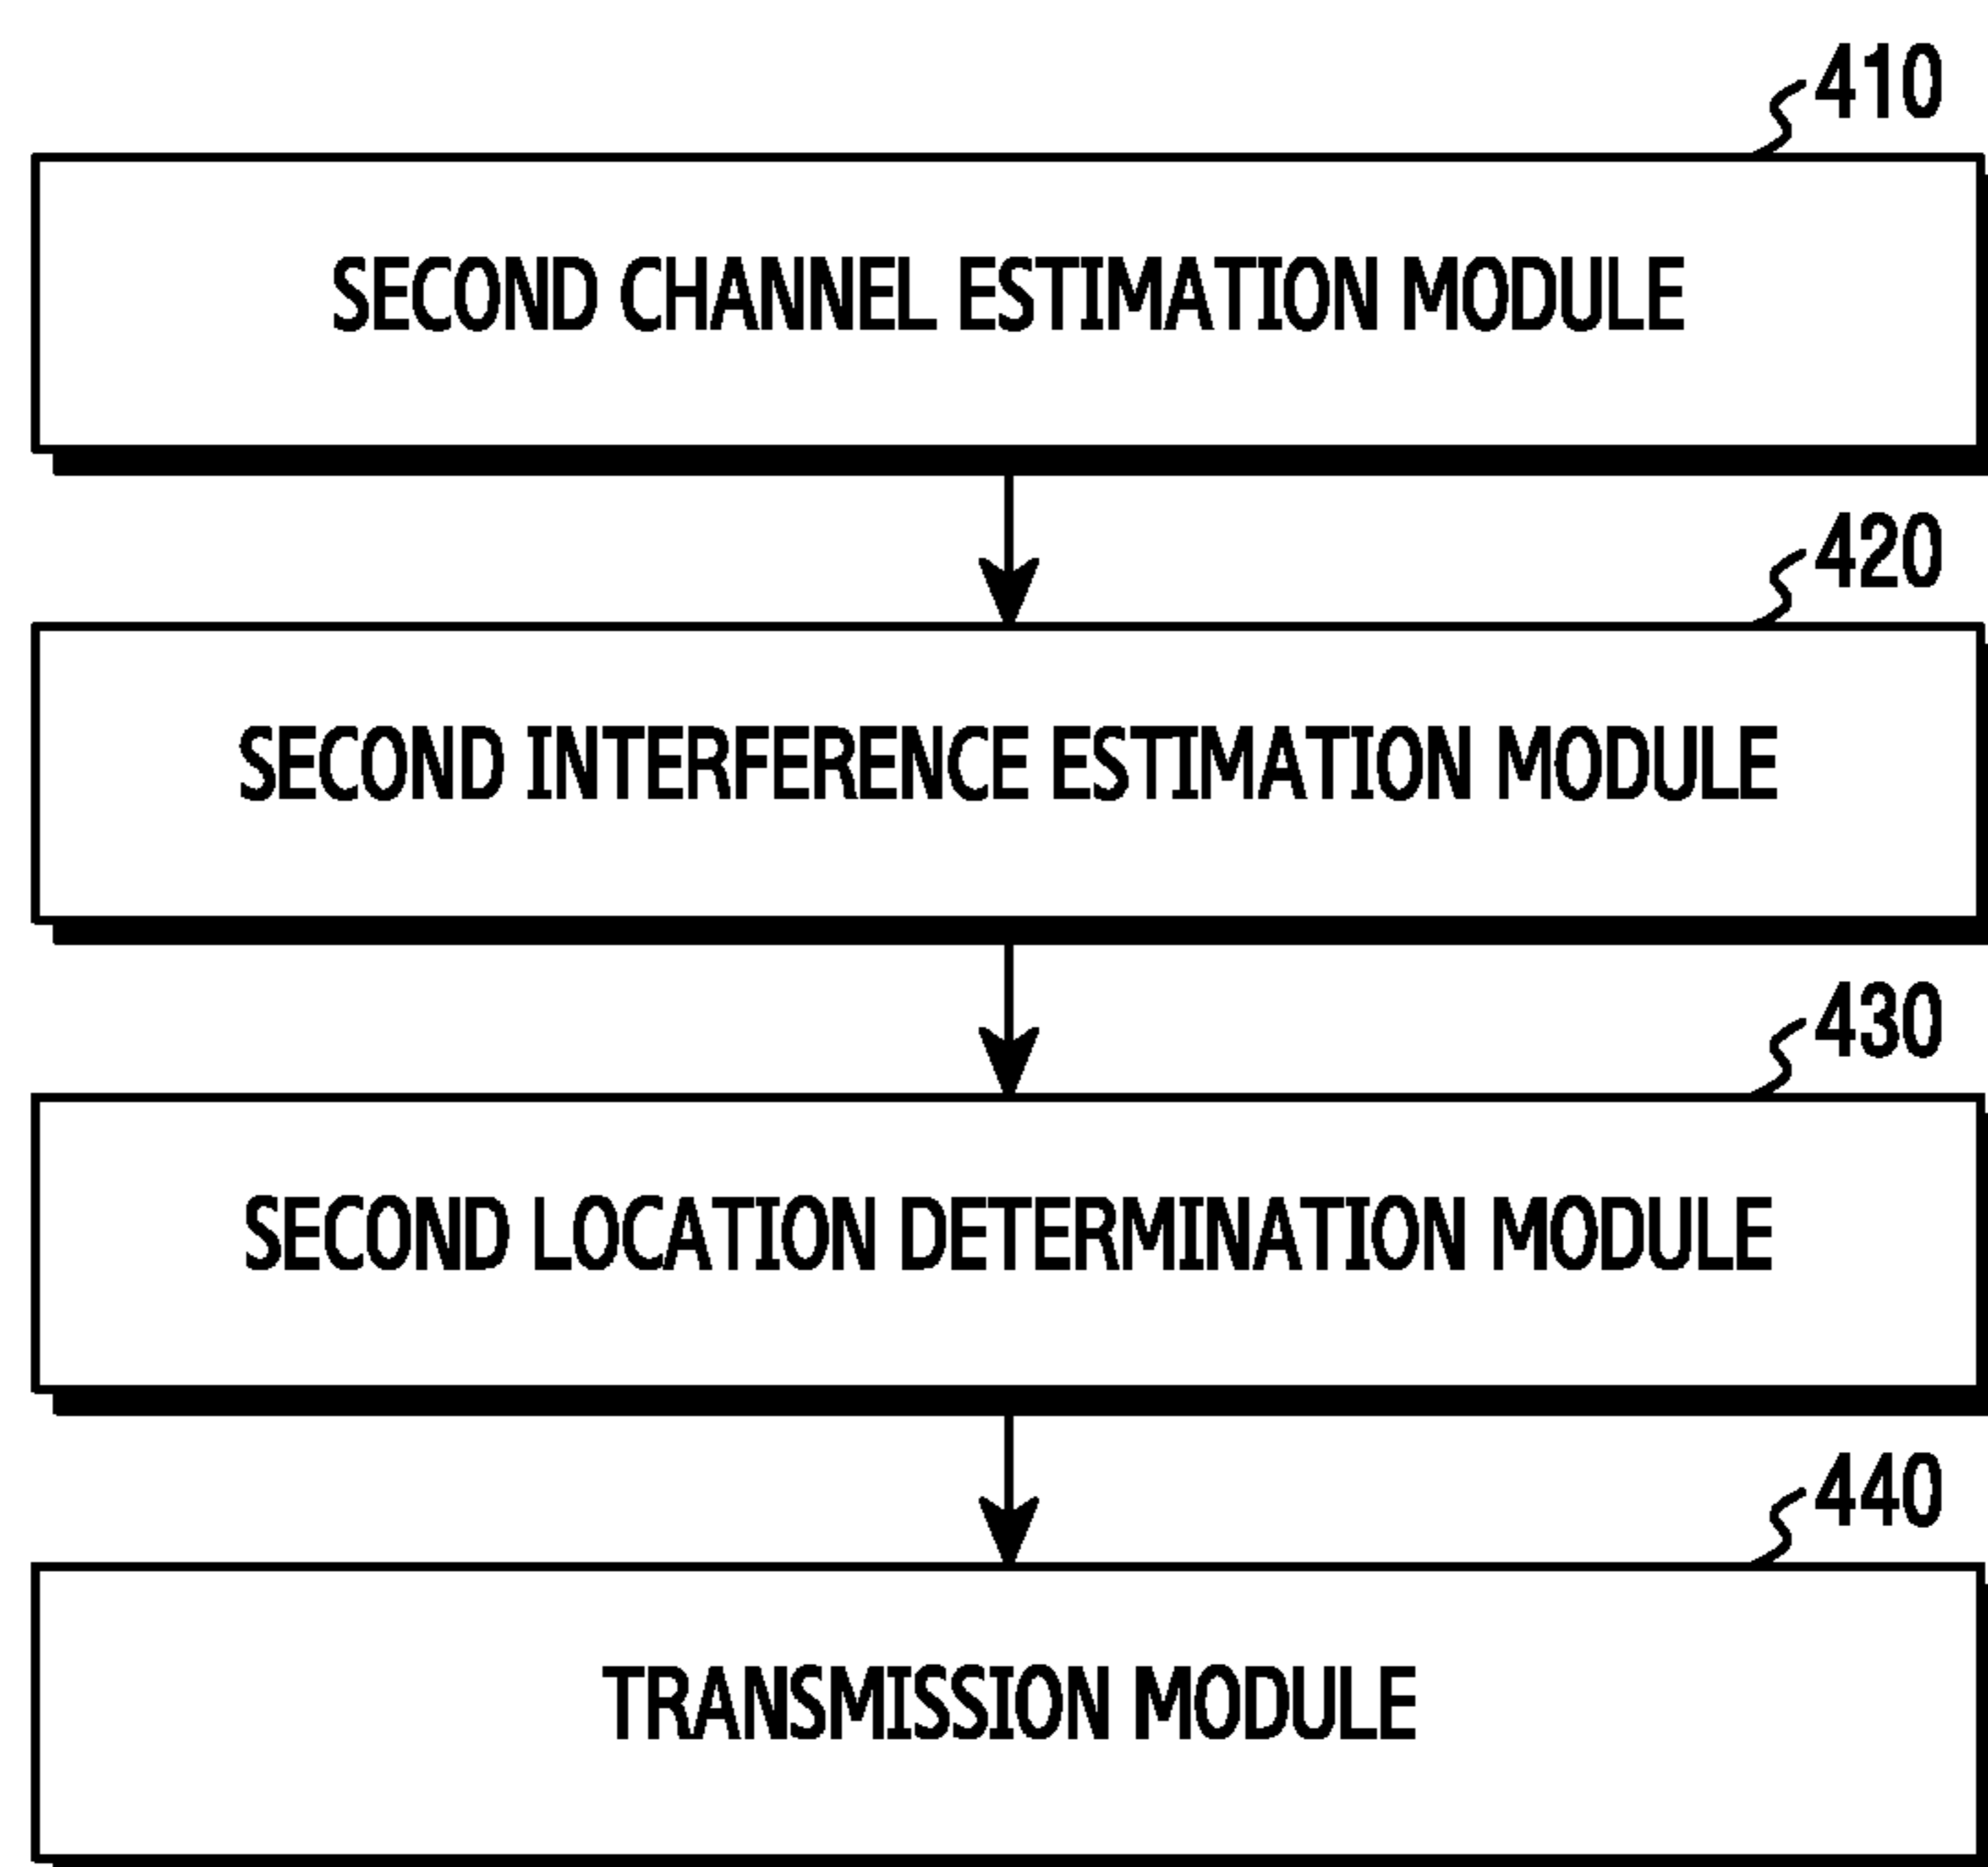 410
SECOND CHANNEL ESTIMATION MODULE
420
SECOND INTERFERENCE ESTIMATION MODULE
430
SECOND LOCATION DETERMINATION MODULE
440
TRANSMISSION MODULE